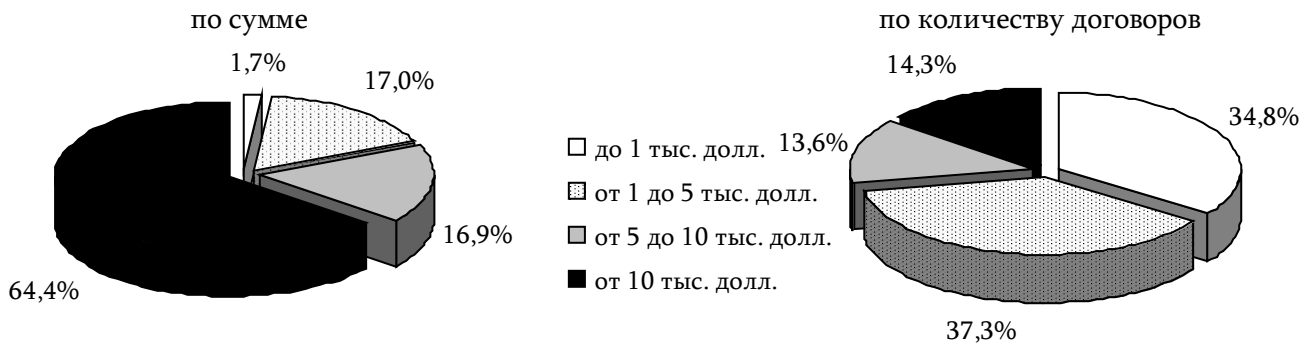 по сумме
1,7%
17,0%
16,9%
64,4%
до 1 тыс. долл.
от 1 до 5 тыс. долл.
от 5 до 10 тыс. долл.
от 10 тыс. долл.
по количеству договоров
14,3%
34,8%
13,6%
37,3%